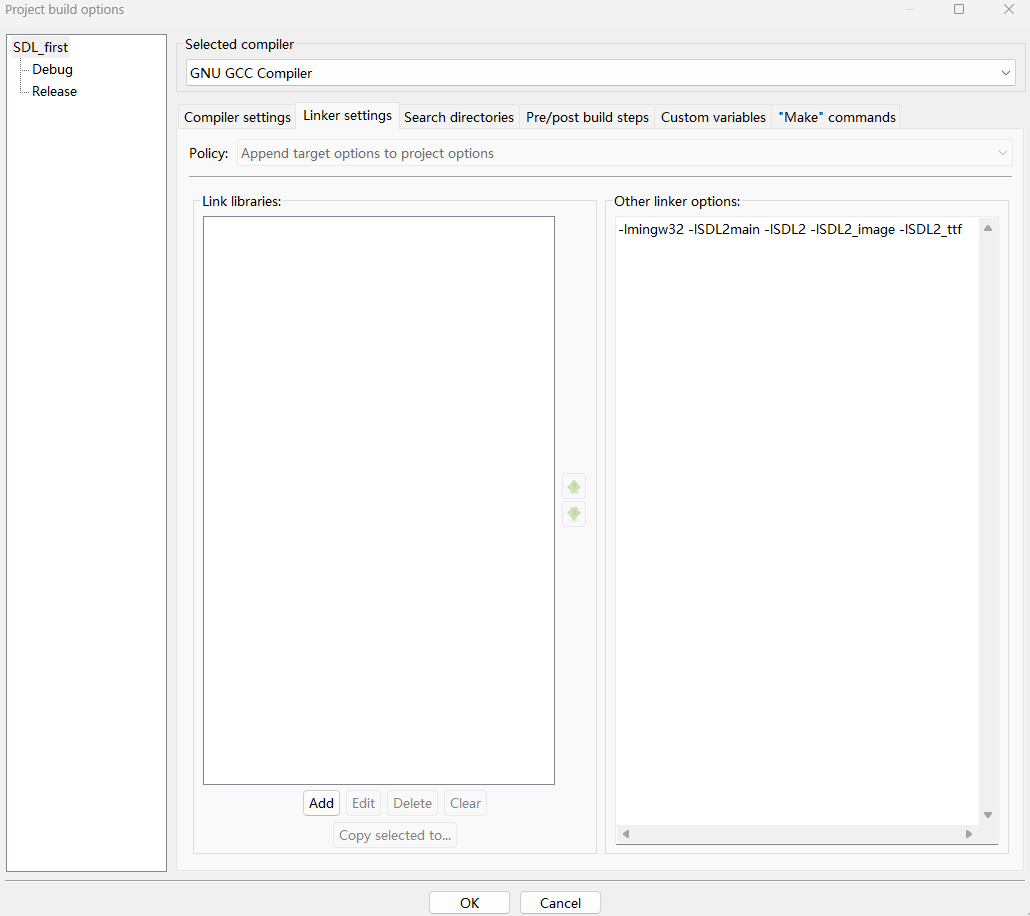 Project build options
SDL_first
Debug
Release
Selected compiler
GNU GCC Compiler
Compiler settings
Linker settings
Search directories
Pre/post build steps
Custom variables
"Make" commands
Policy:
Append target options to project options
Link libraries:
Other linker options:
-lmingw32 -lSDL2main -lSDL2 -lSDL2_image -lSDL2_ttf
Add
Edit
Delete
Clear
Copy selected to...
OK
Cancel